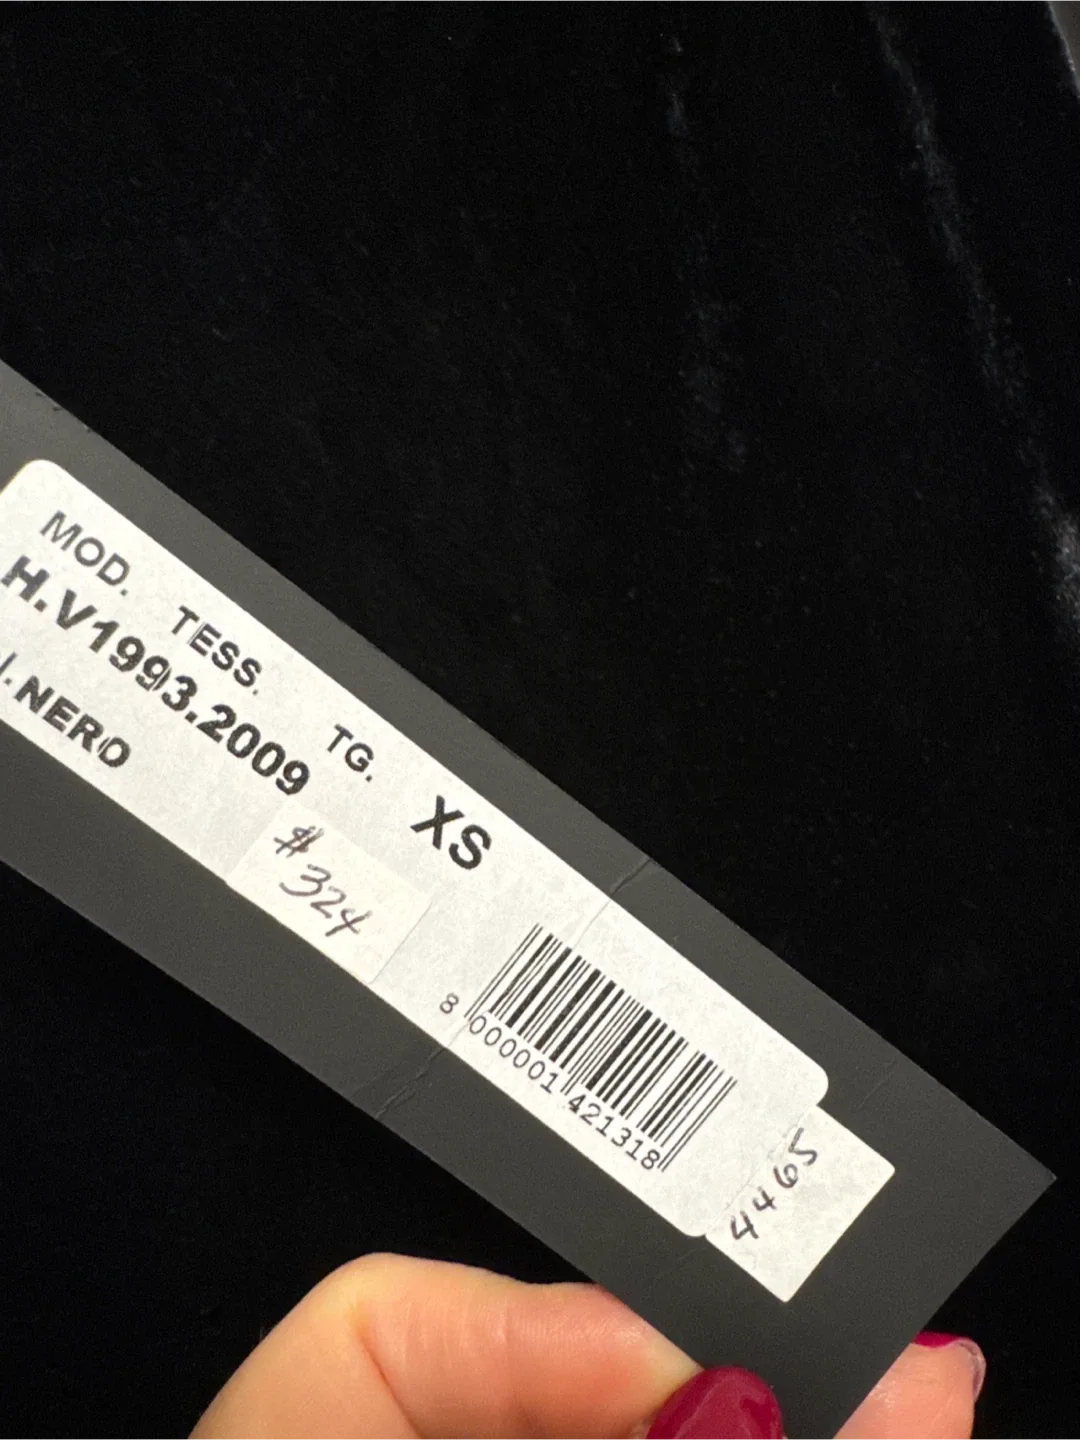 MOD. TESS. TG.
H.V1993.2009 XS
l. NERO
# 324
8 000001 421318
4465